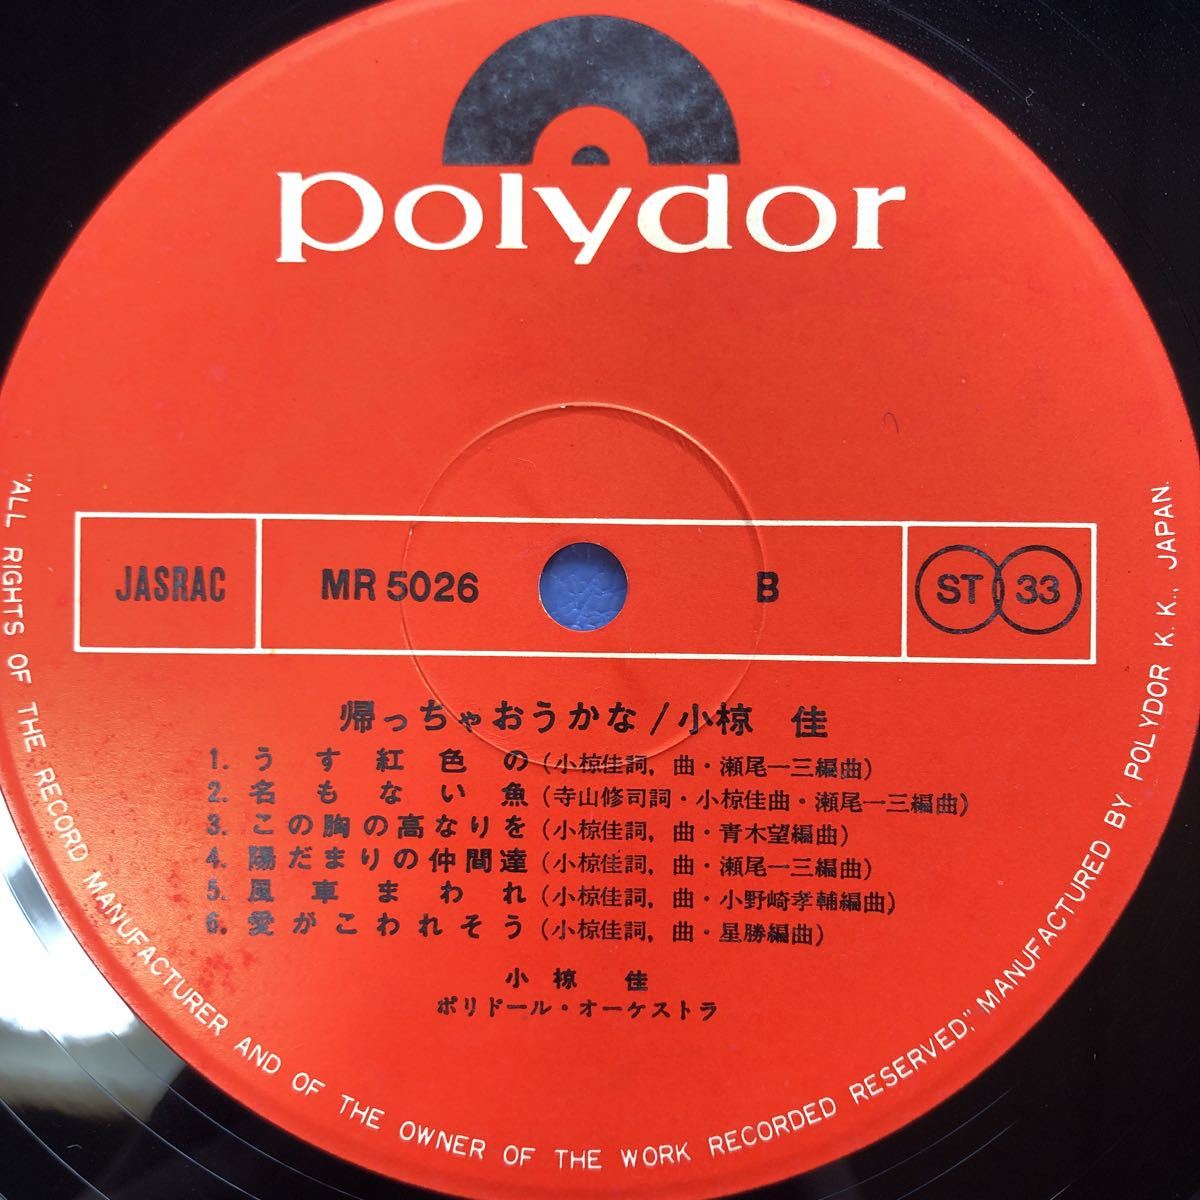 polydor
JASRAC
MR 5026
B
ST 33
帰っちゃおうかな/小椋 佳
1. うす紅色の(小椋佳詞, 曲・瀬尾一三編曲)
2. 名もない魚(寺山修司詞・小椋佳曲・瀬尾一三編曲)
3. この胸の高なりを(小椋佳詞, 曲・青木望編曲)
4. 陽だまりの仲間達(小椋佳詞, 曲・瀬尾一三編曲)
5. 風車まわれ(小椋佳詞, 曲・小野崎孝輔編曲)
6. 愛がこわれそう(小椋佳詞, 曲・星勝編曲)
小椋 佳
ポリドール・オーケストラ
"ALL RIGHTS OF THE RECORD MANUFACTURER AND OF THE OWNER OF THE WORK RECORDED RESERVED," MANUFACTURED BY POLYDOR K. K., JAPAN.